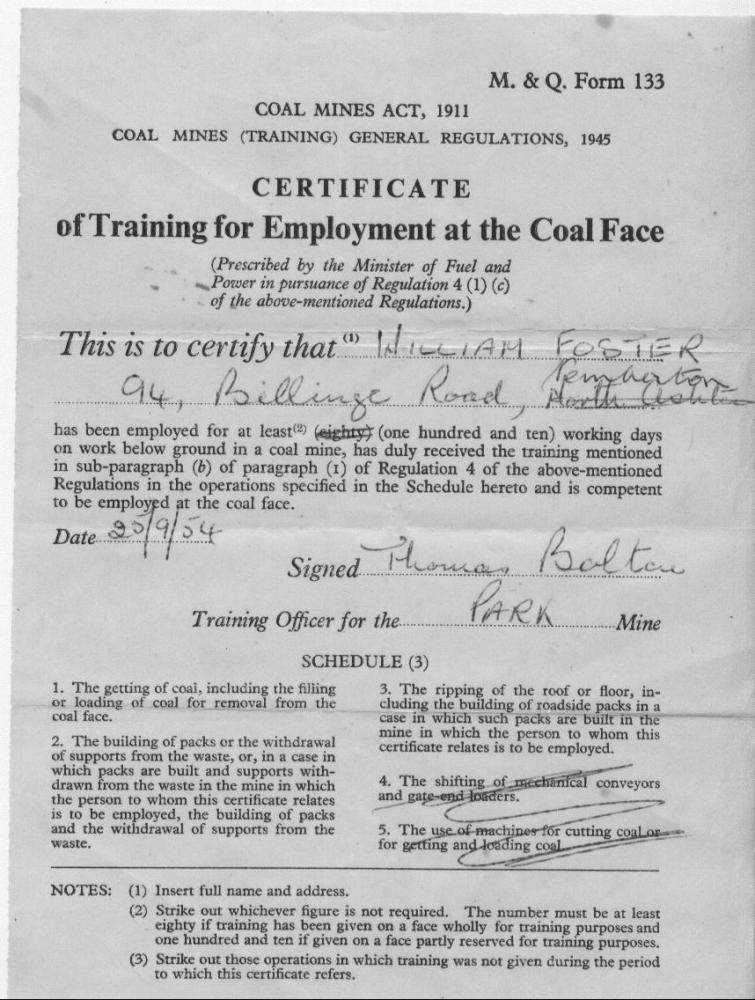 M. & Q. Form 133
COAL MINES ACT, 1911
COAL MINES (TRAINING) GENERAL REGULATIONS, 1945
CERTIFICATE
of Training for Employment at the Coal Face
(Prescribed by the Minister of Fuel and
Power in pursuance of Regulation 4 (1) (c)
of the above-mentioned Regulations.)
This is to certify that (1) WILLIAM FOSTER
Pemberton
94, Billinge Road, North Ashton
has been employed for at least(2) (eighty) (one hundred and ten) working days
on work below ground in a coal mine, has duly received the training mentioned
in sub-paragraph (b) of paragraph (1) of Regulation 4 of the above-mentioned
Regulations in the operations specified in the Schedule hereto and is competent
to be employed at the coal face.
Date 25/9/54
Signed Thomas Bolton
Training Officer for the PARK Mine
SCHEDULE (3)
1. The getting of coal, including the filling
or loading of coal for removal from the
coal face.
2. The building of packs or the withdrawal
of supports from the waste, or, in a case in
which packs are built and supports with-
drawn from the waste in the mine in which
the person to whom this certificate relates
is to be employed, the building of packs
and the withdrawal of supports from the
waste.
3. The ripping of the roof or floor, in-
cluding the building of roadside packs in a
case in which such packs are built in the
mine in which the person to whom this
certificate relates is to be employed.
4. The shifting of mechanical conveyors
and gate-end loaders.
5. The use of machines for cutting coal or
for getting and loading coal.
NOTES: (1) Insert full name and address.
(2) Strike out whichever figure is not required. The number must be at least
eighty if training has been given on a face wholly for training purposes and
one hundred and ten if given on a face partly reserved for training purposes.
(3) Strike out those operations in which training was not given during the period
to which this certificate refers.